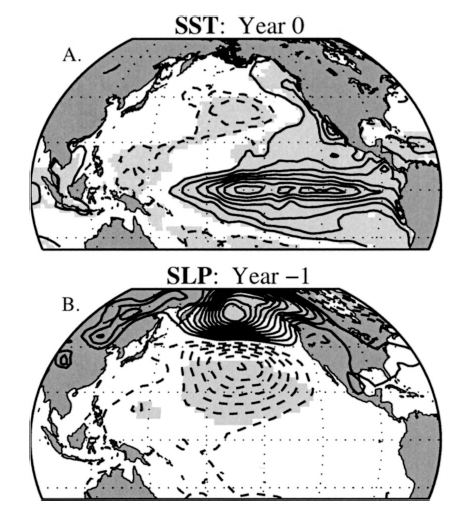 SST: Year 0
A.
SLP: Year −1
B.